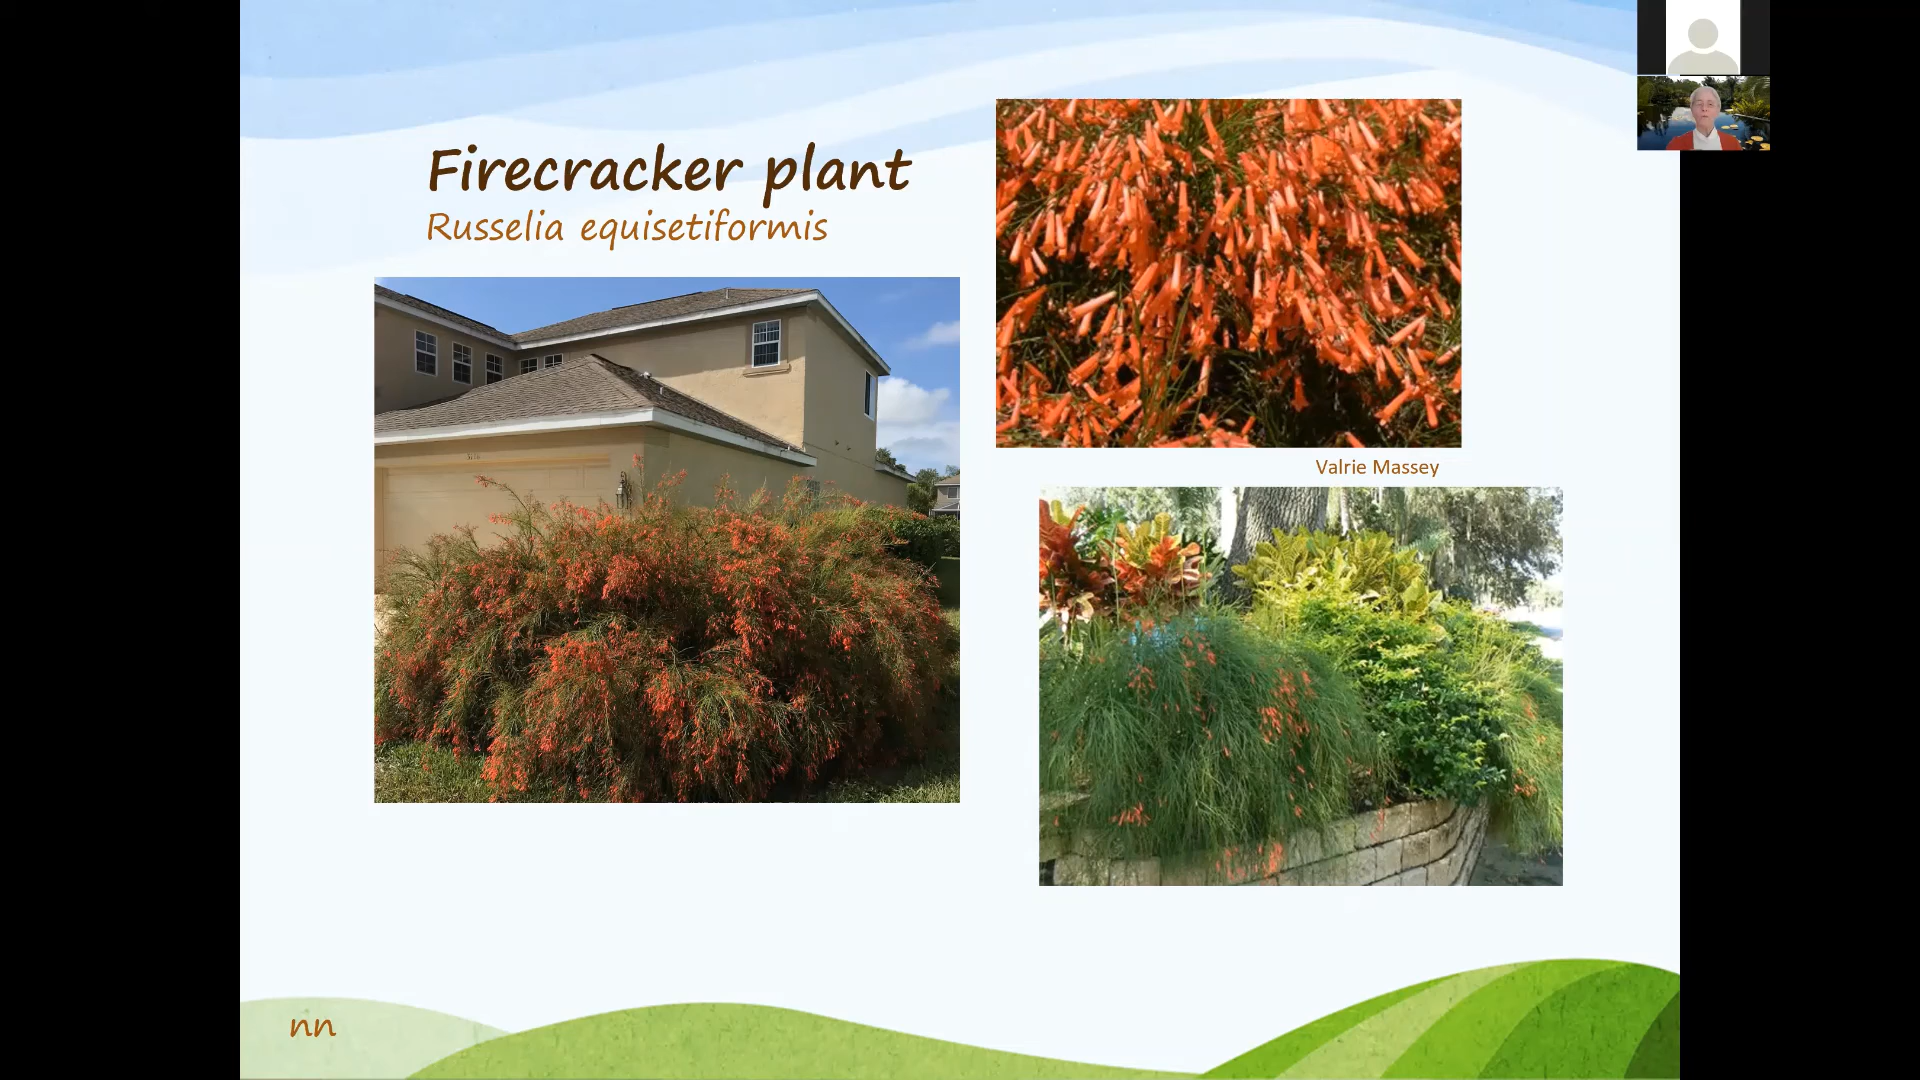 Firecracker plant
Russelia equisetiformis
Valrie Massey
nn